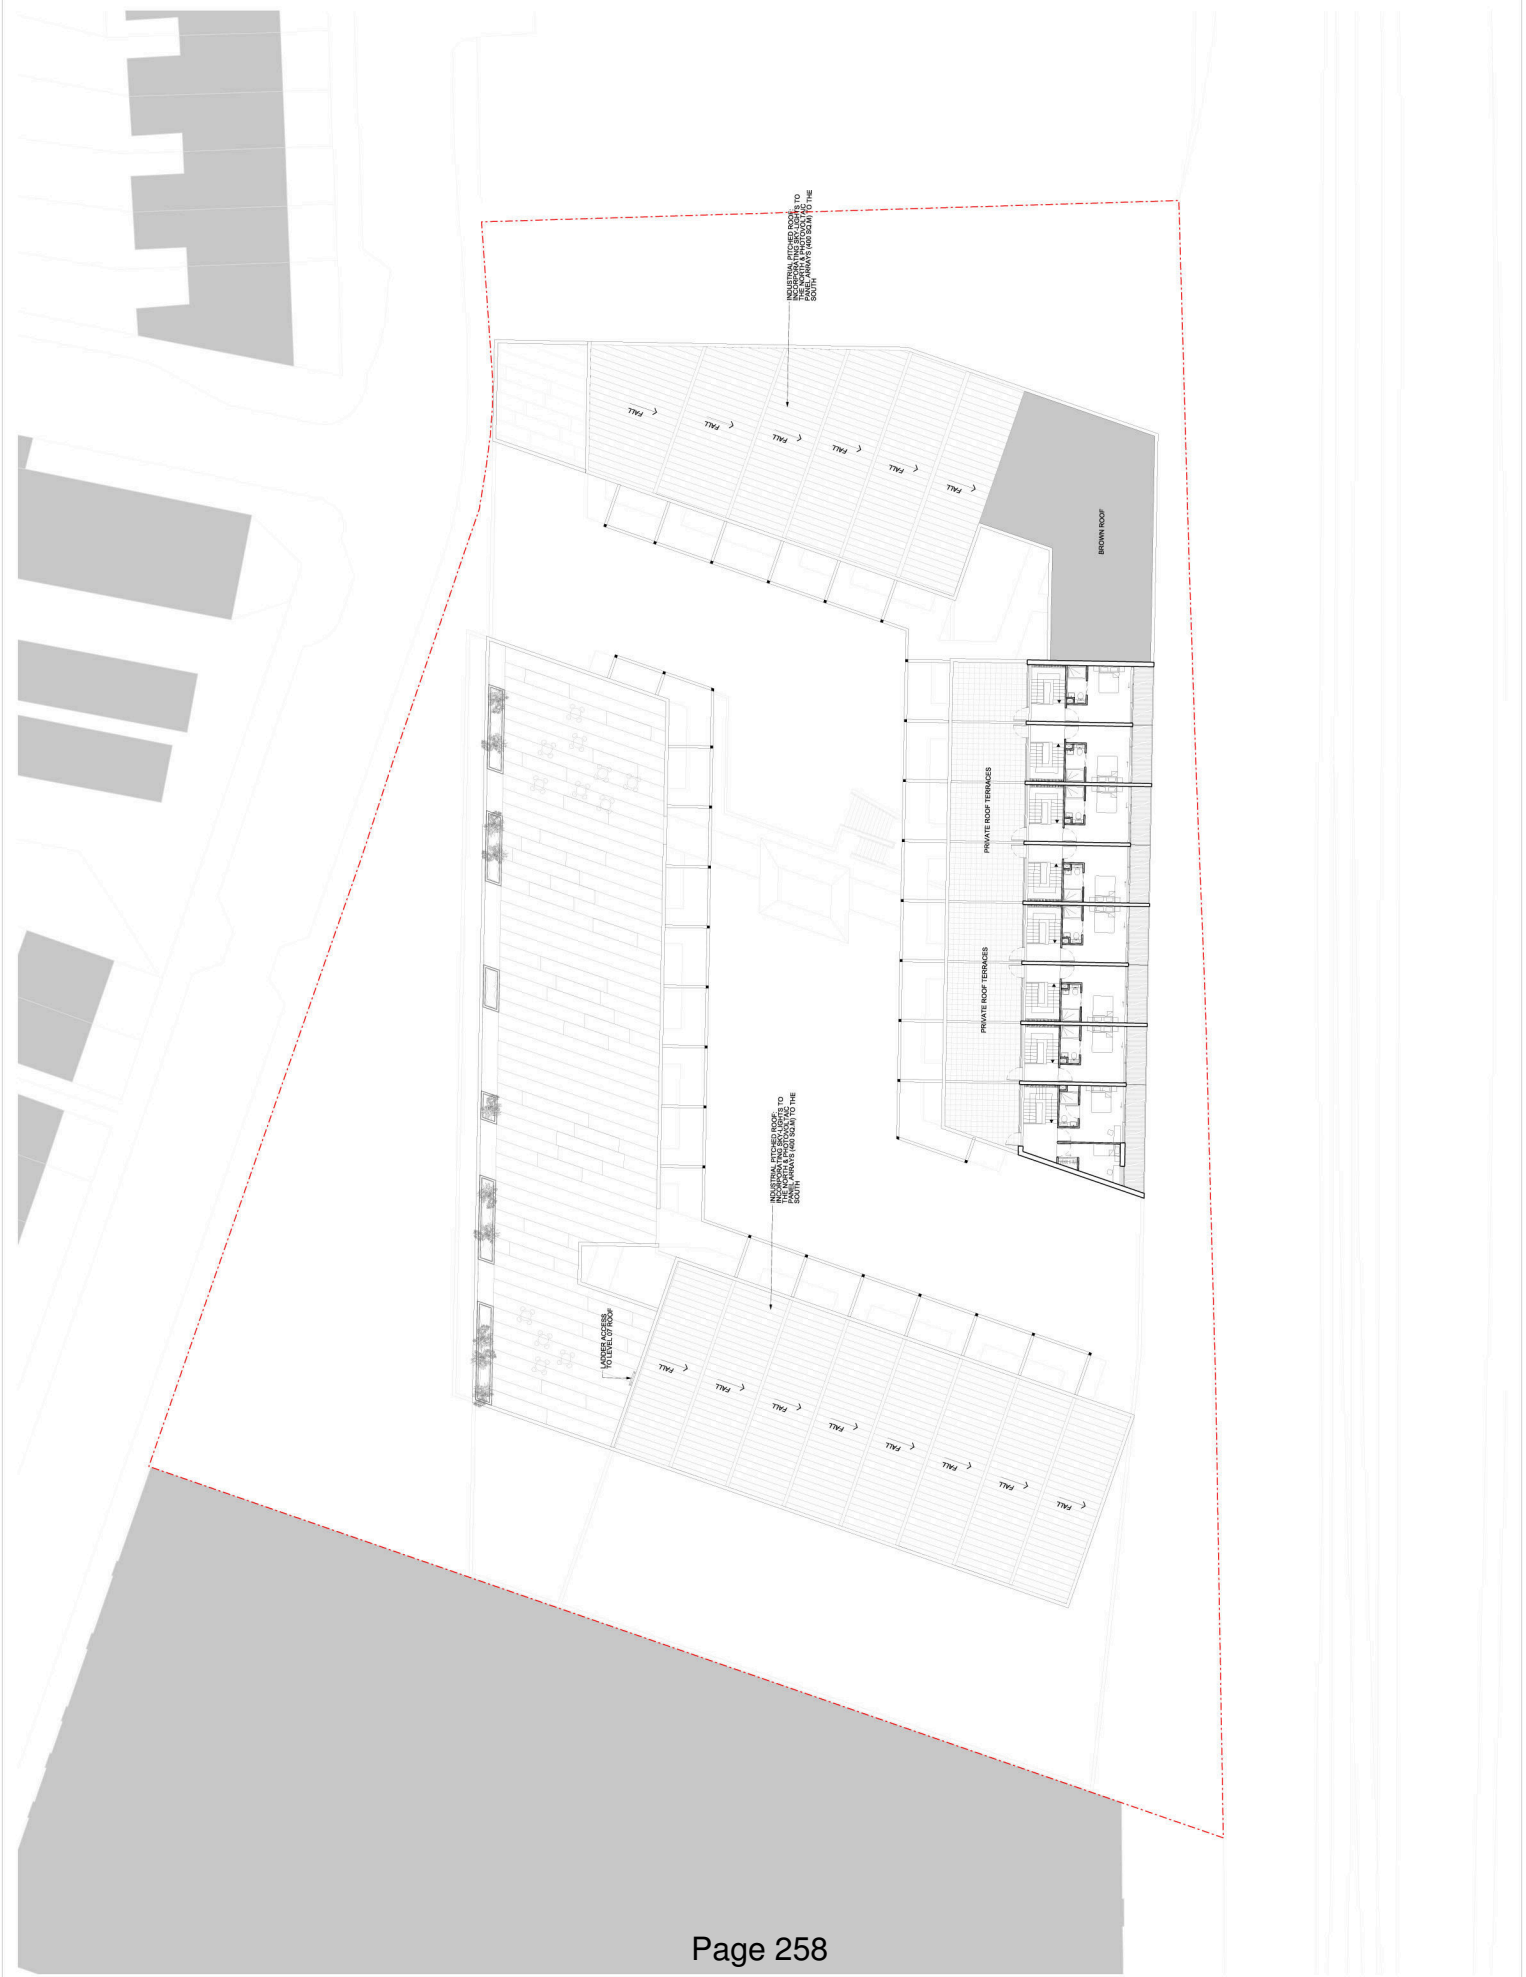 INDUSTRIAL PITCHED ROOF:
INCORPORATING SKY-LIGHTS TO
THE NORTH & PHOTOVOLTAIC
PANEL ARRAYS (400 SQ.M) TO THE
SOUTH
FALL
FALL
FALL
FALL
FALL
FALL
BROWN ROOF
PRIVATE ROOF TERRACES
PRIVATE ROOF TERRACES
INDUSTRIAL PITCHED ROOF:
INCORPORATING SKY-LIGHTS TO
THE NORTH & PHOTOVOLTAIC
PANEL ARRAYS (400 SQ.M) TO THE
SOUTH
LADDER ACCESS
TO LEVEL 07 ROOF
FALL
FALL
FALL
FALL
FALL
FALL
FALL
FALL
Page 258